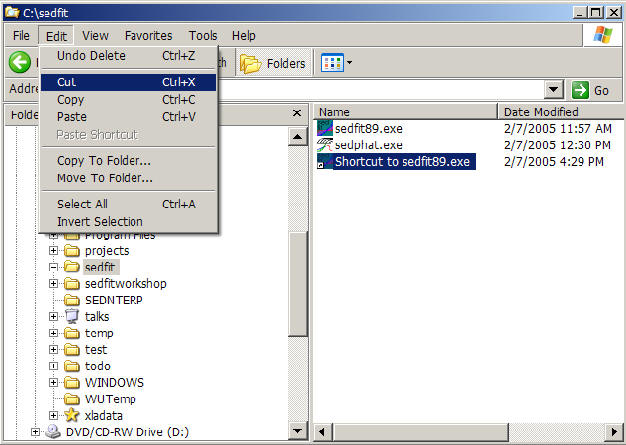 C:\sedfit
File Edit View Favorites Tools Help
Folders
Addre
Go
Undo Delete Ctrl+Z
Cut Ctrl+X
Copy Ctrl+C
Paste Ctrl+V
Paste Shortcut
Copy To Folder...
Move To Folder...
Select All Ctrl+A
Invert Selection
Folde
Program Files
projects
sedfit
sedfitworkshop
SEDNTERP
talks
temp
test
todo
WINDOWS
WUTemp
xladata
DVD/CD-RW Drive (D:)
Name Date Modified
sedfit89.exe 2/7/2005 11:57 AM
sedphat.exe 2/7/2005 12:30 PM
Shortcut to sedfit89.exe 2/7/2005 4:29 PM